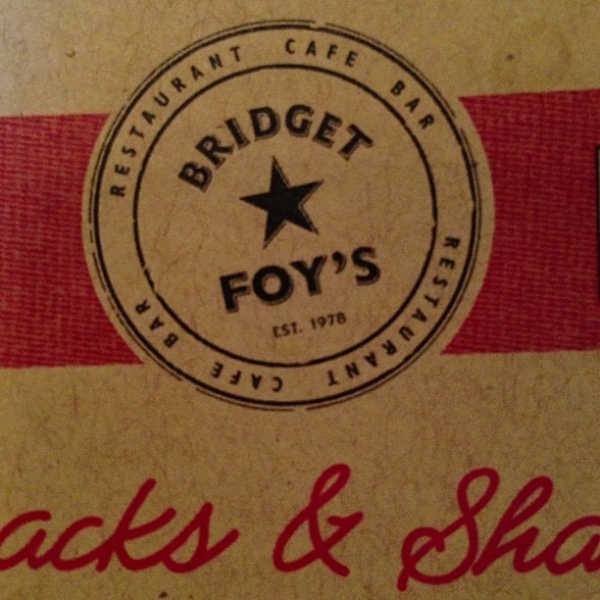 RESTAURANT CAFE BAR
BRIDGET
FOY'S
EST. 1978
RESTAURANT CAFE BAR
acks & Sha